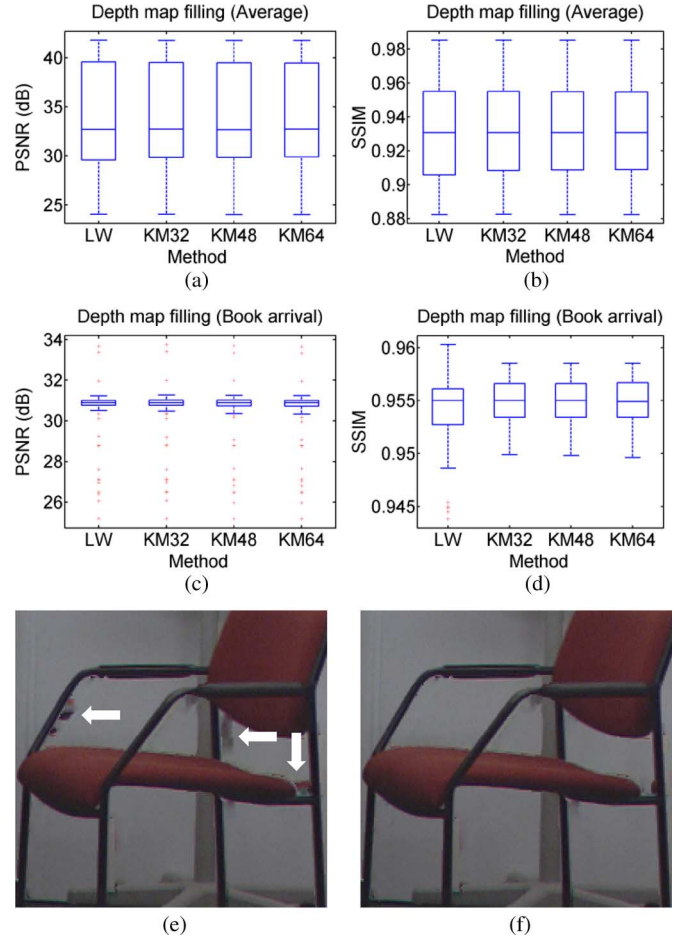 Depth map filling (Average)
PSNR (dB)
40
35
30
25
LW KM32 KM48 KM64
Method
(a)
Depth map filling (Average)
SSIM
0.98
0.96
0.94
0.92
0.9
0.88
LW KM32 KM48 KM64
Method
(b)
Depth map filling (Book arrival)
PSNR (dB)
34
32
30
28
26
LW KM32 KM48 KM64
Method
(c)
Depth map filling (Book arrival)
SSIM
0.96
0.955
0.95
0.945
LW KM32 KM48 KM64
Method
(d)
(e)
(f)